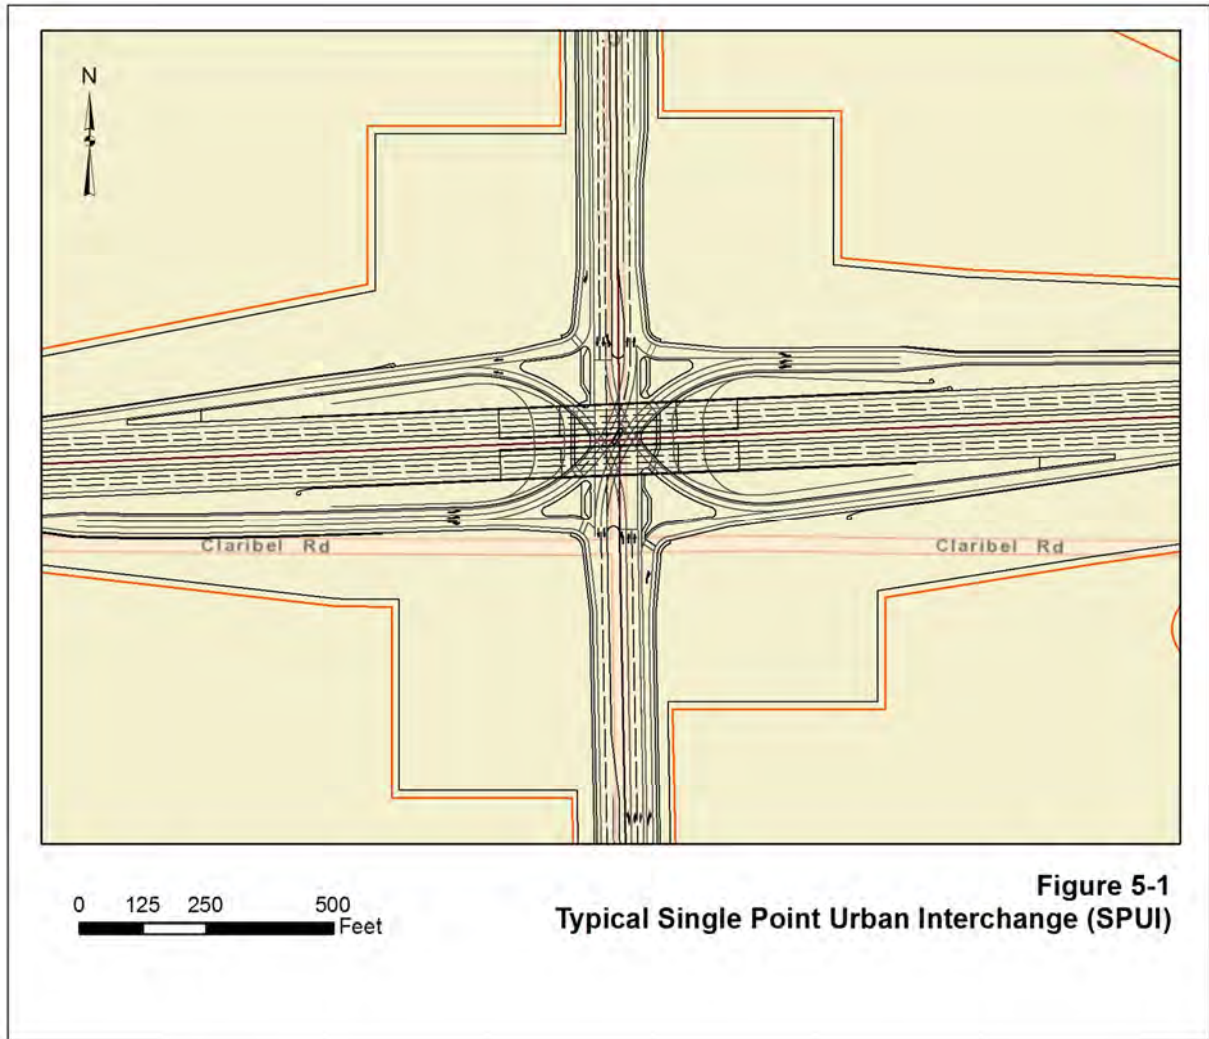 N
Claribel Rd
Claribel Rd
0 125 250 500
Feet
Figure 5-1
Typical Single Point Urban Interchange (SPUI)